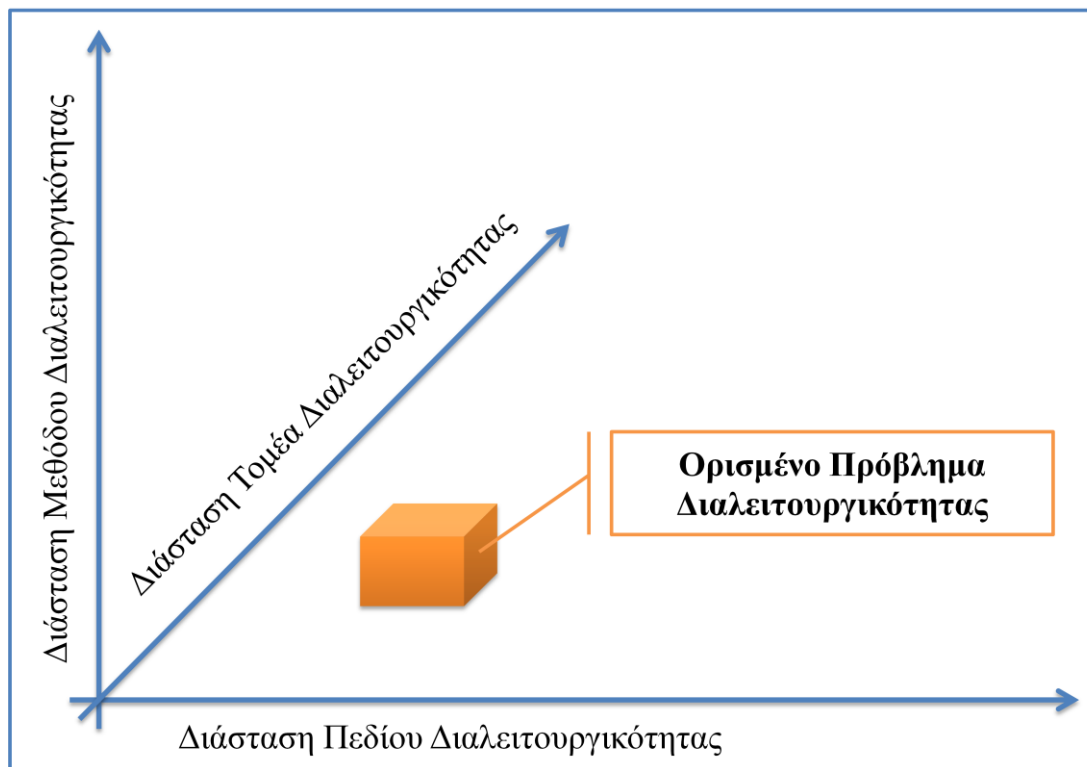 Διάσταση Μεθόδου Διαλειτουργικότητας
Διάσταση Τομέα Διαλειτουργικότητας
Ορισμένο Πρόβλημα
Διαλειτουργικότητας
Διάσταση Πεδίου Διαλειτουργικότητας